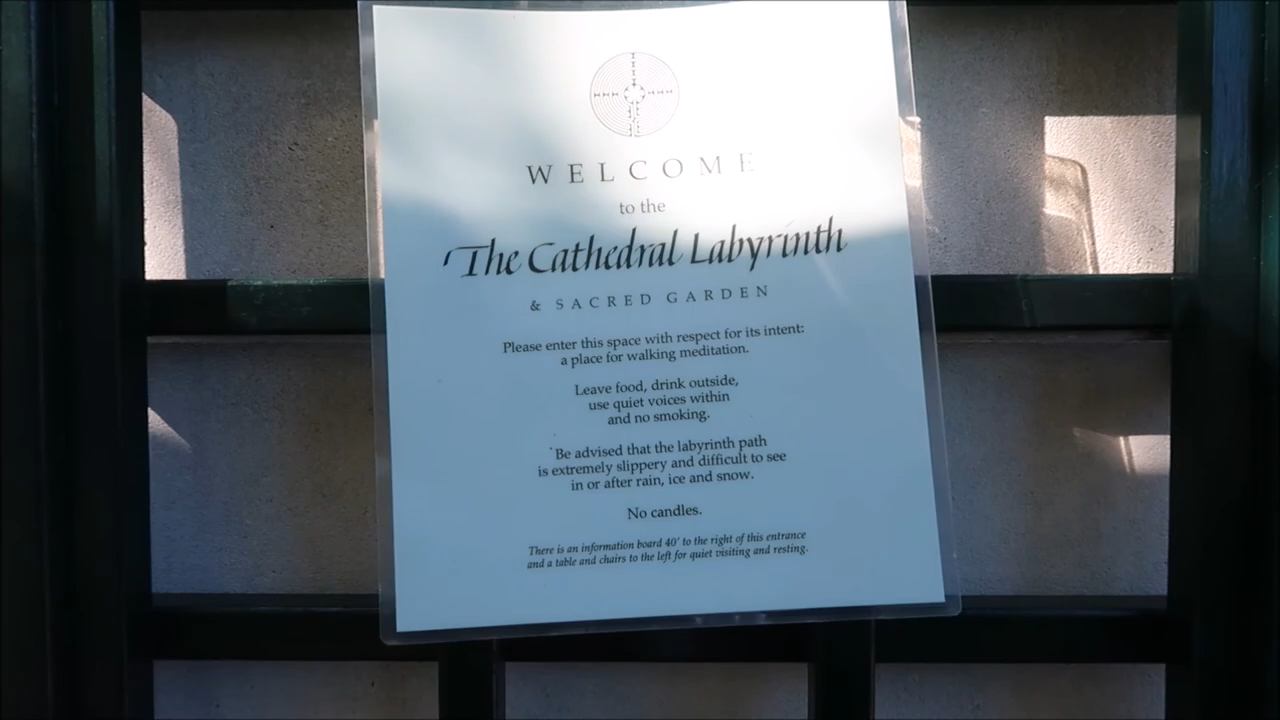 WELCOME
to the
The Cathedral Labyrinth
& SACRED GARDEN
Please enter this space with respect for its intent:
a place for walking meditation.
Leave food, drink outside,
use quiet voices within
and no smoking.
Be advised that the labyrinth path
is extremely slippery and difficult to see
in or after rain, ice and snow.
No candles.
There is an information board 40' to the right of this entrance
and a table and chairs to the left for quiet visiting and resting.